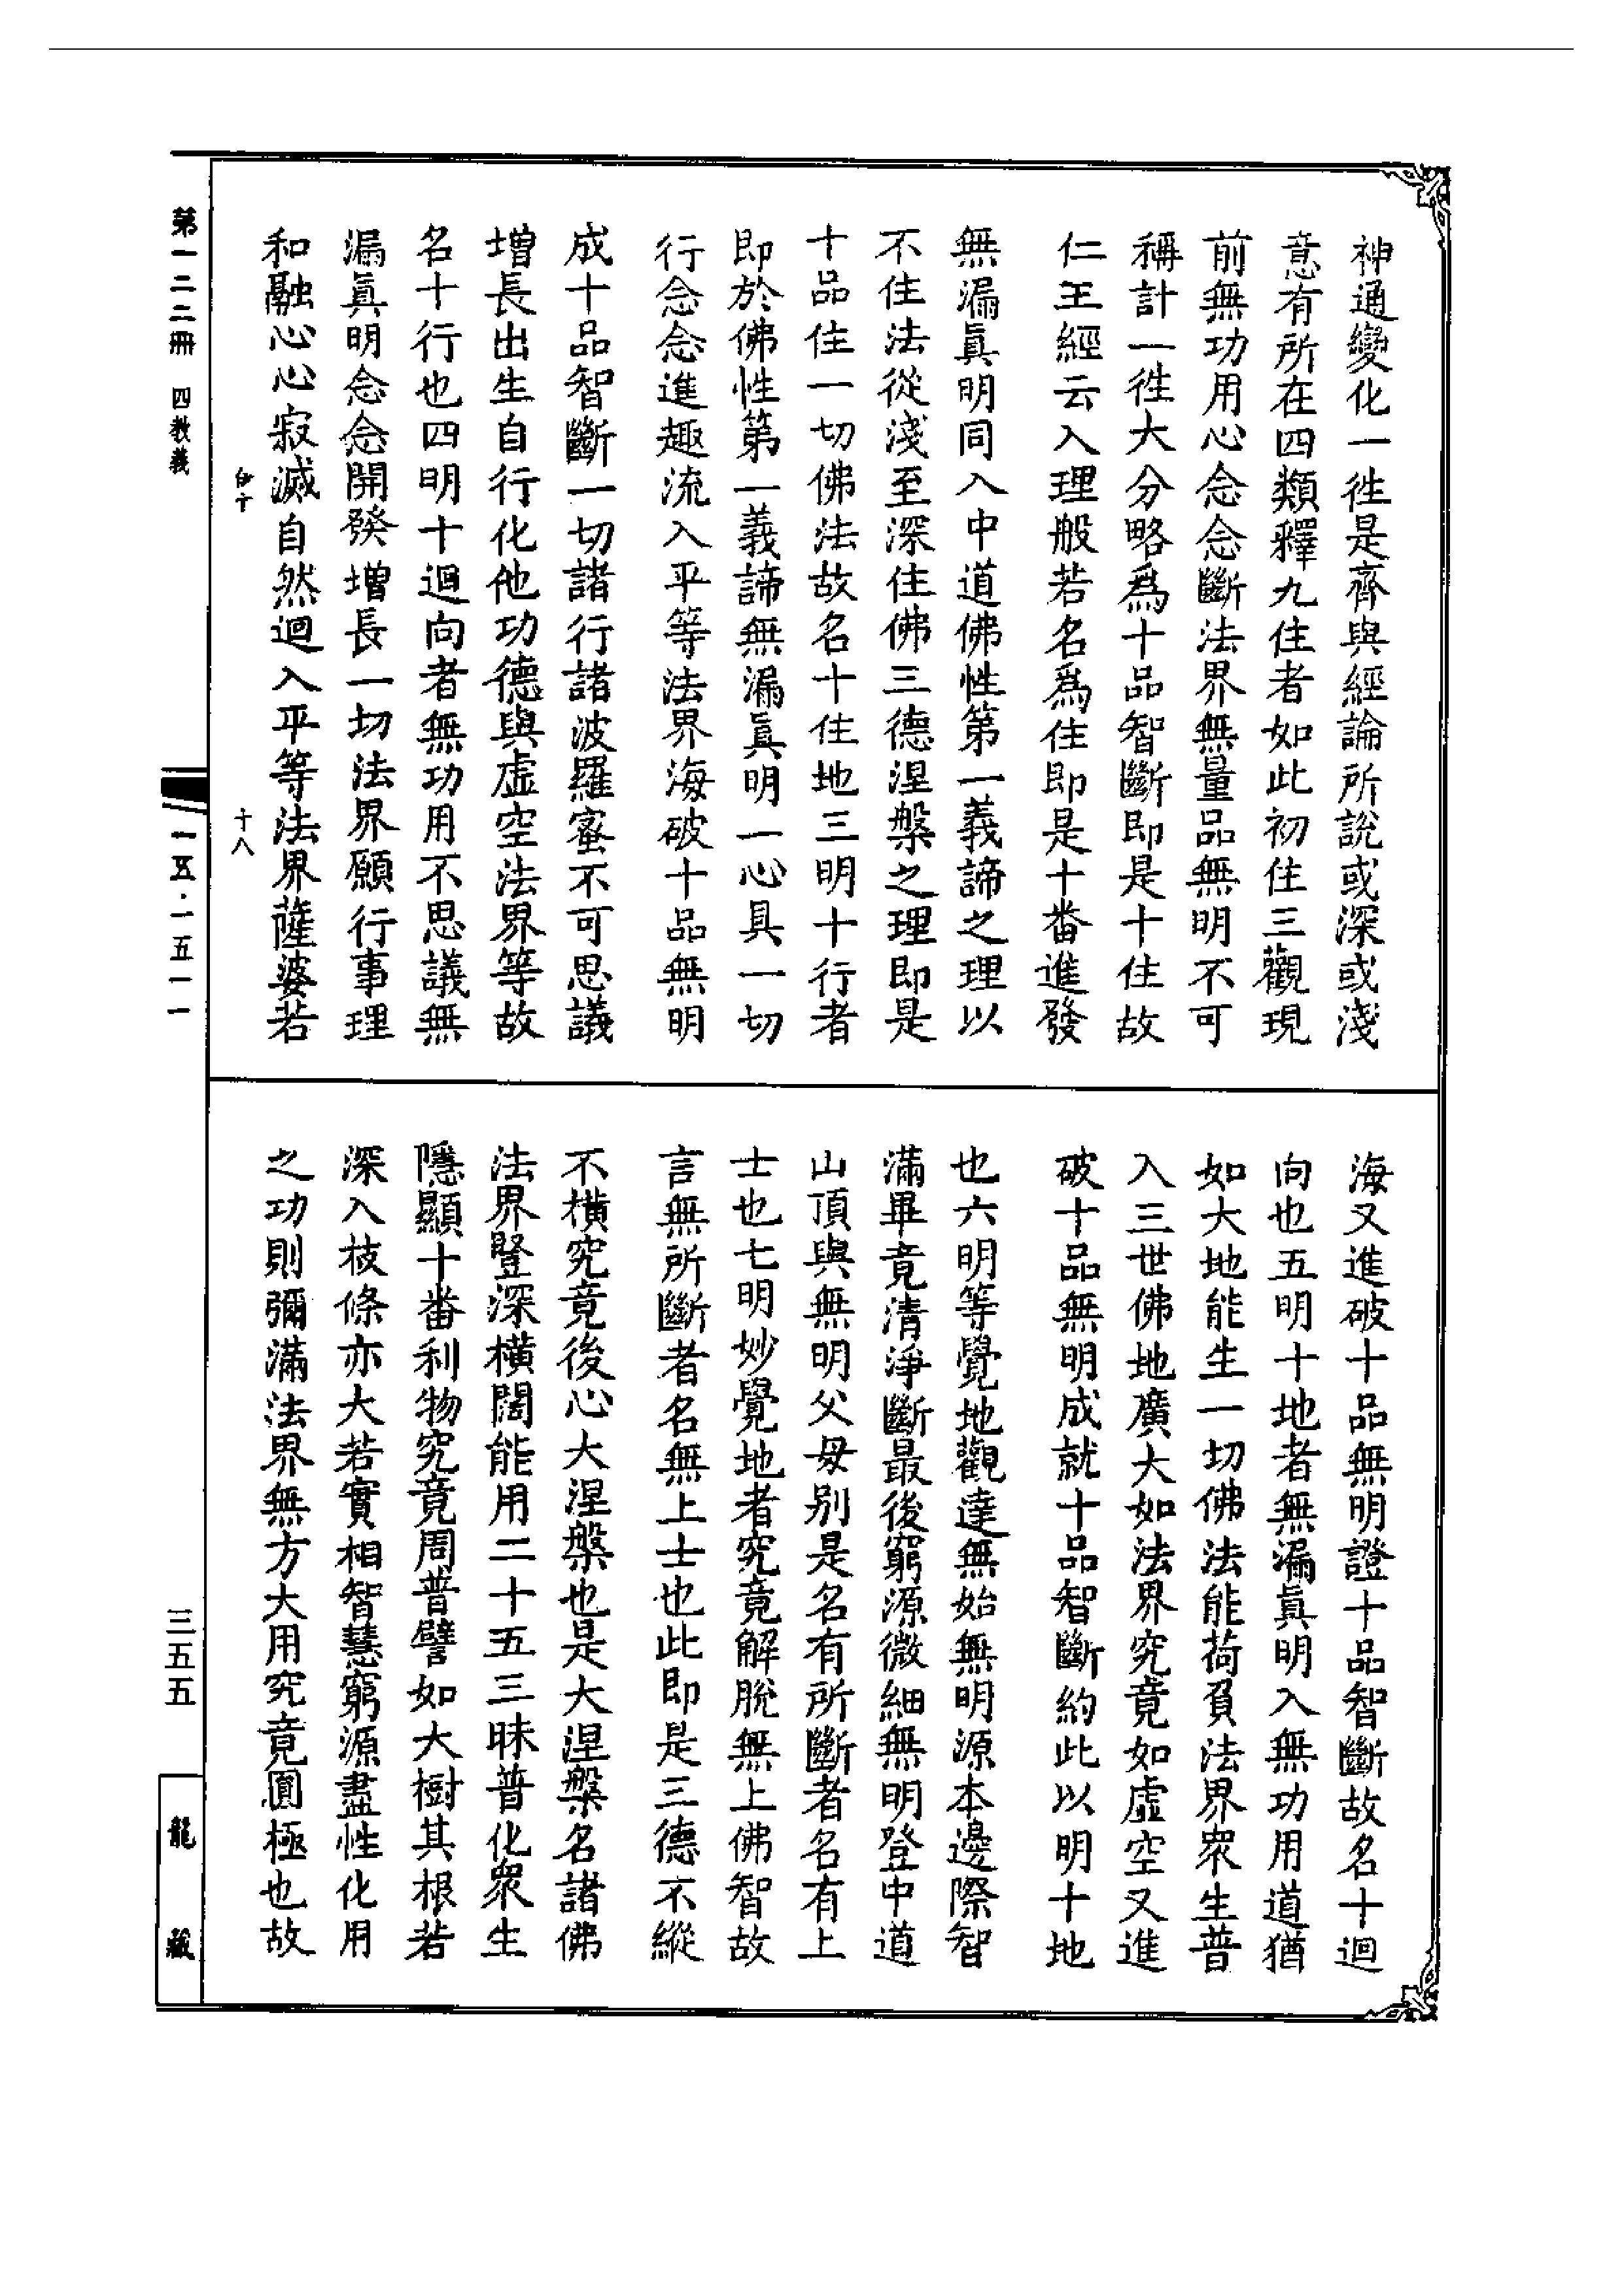 神通變化一徃是齊與經論所說或深或淺
意有所在四類釋九住者如此初住三觀現
前無功用心念念斷法界無量品無明不可
稱計一徃大分略爲十品智斷即是十住故
仁王經云入理般若名爲住即是十番進發
無漏眞明同入中道佛性第一義諦之理以
不住法從淺至深住佛三德涅槃之理即是
十品住一切佛法故名十住地三明十行者
即於佛性第一義諦無漏眞明一心具一切
行念念進趣流入平等法界海破十品無明
成十品智斷一切諸行諸波羅蜜不可思議
增長出生自行化他功德與虛空法界等故
名十行也四明十迴向者無功用不思議無
漏眞明念念開發增長一切法界願行事理
和融心心寂滅自然迴入平等法界薩婆若
海又進破十品無明證十品智斷故名十迴
向也五明十地者無漏眞明入無功用道猶
如大地能生一切佛法能荷負法界衆生普
入三世佛地廣大如法界究竟如虛空又進
破十品無明成就十品智斷約此以明十地
也六明等覺地觀達無始無明源本邊際智
滿畢竟清淨斷最後窮源微細無明登中道
山頂與無明父母別是名有所斷者名有上
士也七明妙覺地者究竟解脫無上佛智故
言無所斷者名無上士也此即是三德不縱
不橫究竟後心大涅槃也是大涅槃名諸佛
法界豎深橫闊能用二十五三昧普化衆生
隱顯十番利物究竟周普譬如大樹其根若
深入枝條亦大若實相智慧窮源盡性化用
之功則彌滿法界無方大用究竟圓極也故
十八
第一二二冊 四教義
一五·一五一一
三五五
龍藏